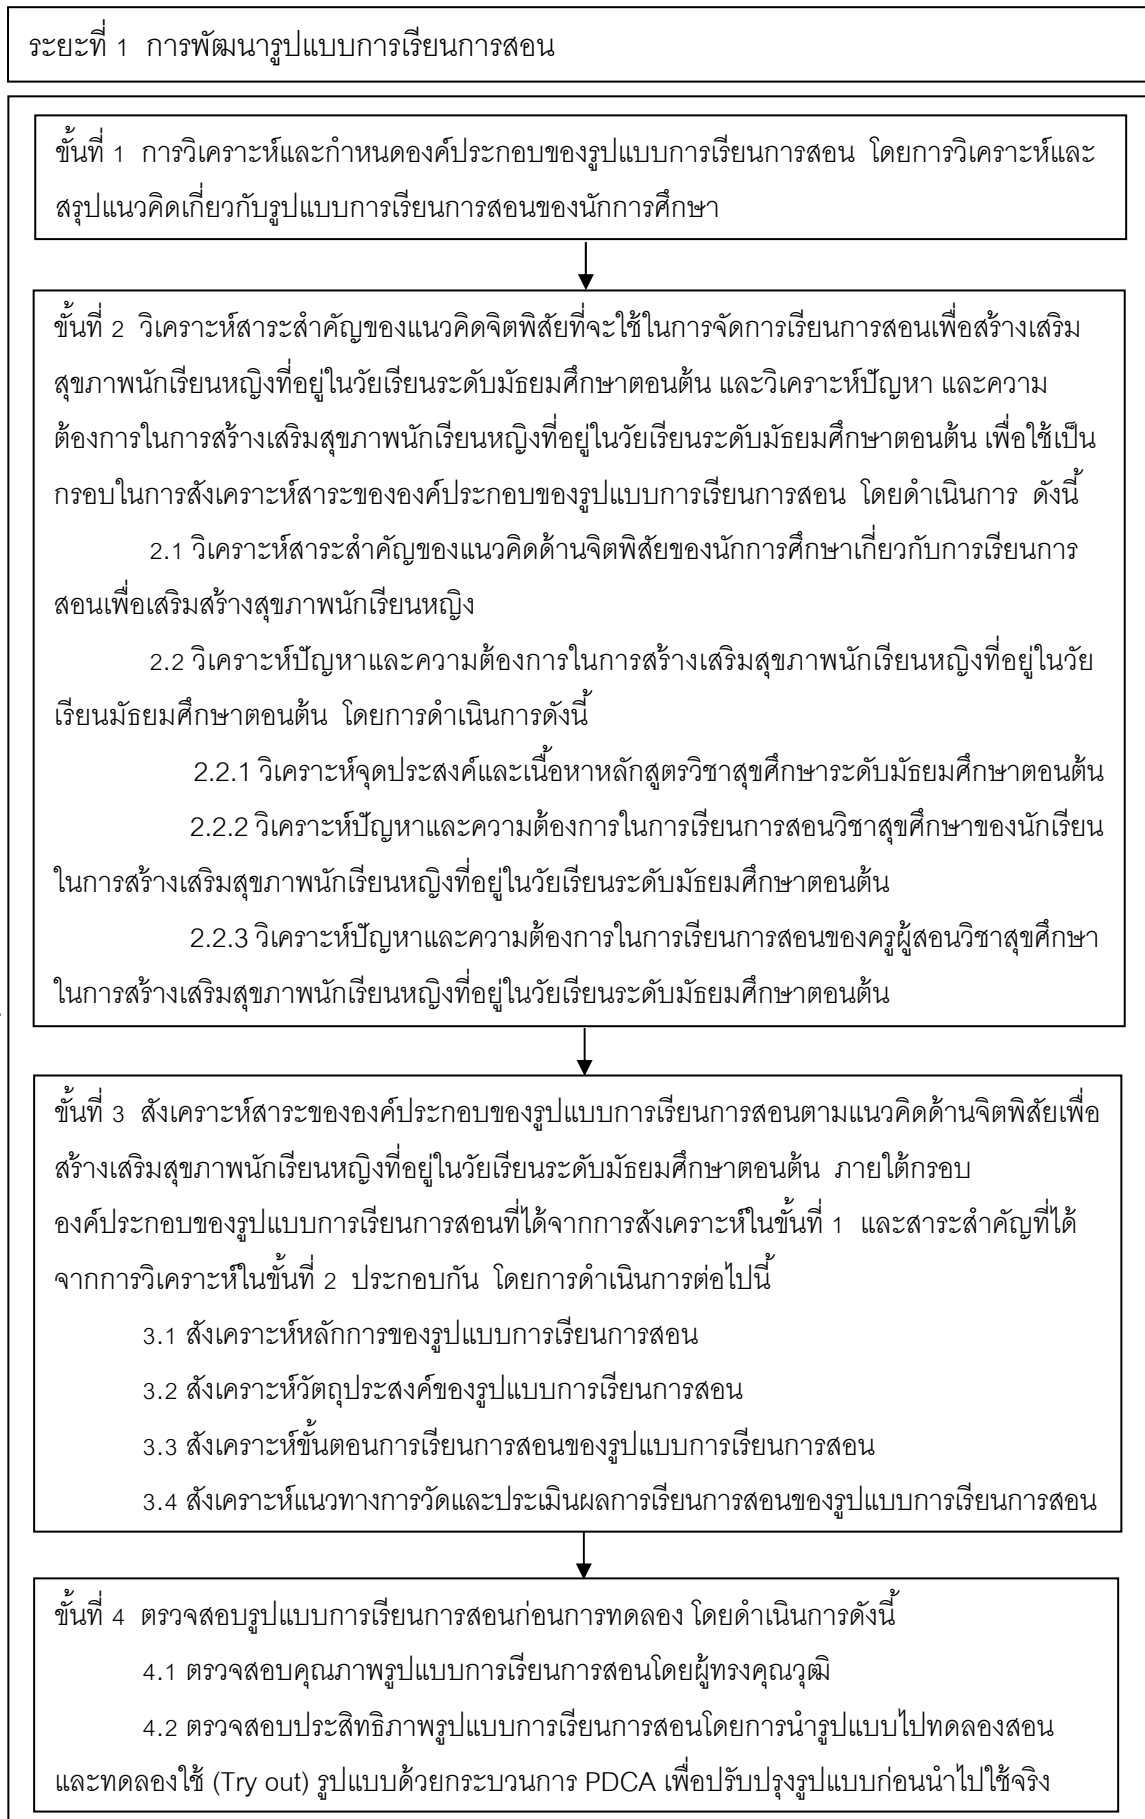 ระยะที่ 1 การพัฒนารูปแบบการเรียนการสอน
ขั้นที่ 1 การวิเคราะห์และกำหนดองค์ประกอบของรูปแบบการเรียนการสอน โดยการวิเคราะห์และ
สรุปแนวคิดเกี่ยวกับรูปแบบการเรียนการสอนของนักการศึกษา
ขั้นที่ 2 วิเคราะห์สาระสำคัญของแนวคิดจิตพิสัยที่จะใช้ในการจัดการเรียนการสอนเพื่อสร้างเสริม
สุขภาพนักเรียนหญิงที่อยู่ในวัยเรียนระดับมัธยมศึกษาตอนต้น และวิเคราะห์ปัญหา และความ
ต้องการในการสร้างเสริมสุขภาพนักเรียนหญิงที่อยู่ในวัยเรียนระดับมัธยมศึกษาตอนต้น เพื่อใช้เป็น
กรอบในการสังเคราะห์สาระขององค์ประกอบของรูปแบบการเรียนการสอน โดยดำเนินการ ดังนี้
2.1 วิเคราะห์สาระสำคัญของแนวคิดด้านจิตพิสัยของนักการศึกษาเกี่ยวกับการเรียนการ
สอนเพื่อเสริมสร้างสุขภาพนักเรียนหญิง
2.2 วิเคราะห์ปัญหาและความต้องการในการสร้างเสริมสุขภาพนักเรียนหญิงที่อยู่ในวัย
เรียนมัธยมศึกษาตอนต้น โดยการดำเนินการดังนี้
2.2.1 วิเคราะห์จุดประสงค์และเนื้อหาหลักสูตรวิชาสุขศึกษาระดับมัธยมศึกษาตอนต้น
2.2.2 วิเคราะห์ปัญหาและความต้องการในการเรียนการสอนวิชาสุขศึกษาของนักเรียน
ในการสร้างเสริมสุขภาพนักเรียนหญิงที่อยู่ในวัยเรียนระดับมัธยมศึกษาตอนต้น
2.2.3 วิเคราะห์ปัญหาและความต้องการในการเรียนการสอนของครูผู้สอนวิชาสุขศึกษา
ในการสร้างเสริมสุขภาพนักเรียนหญิงที่อยู่ในวัยเรียนระดับมัธยมศึกษาตอนต้น
ขั้นที่ 3 สังเคราะห์สาระขององค์ประกอบของรูปแบบการเรียนการสอนตามแนวคิดด้านจิตพิสัยเพื่อ
สร้างเสริมสุขภาพนักเรียนหญิงที่อยู่ในวัยเรียนระดับมัธยมศึกษาตอนต้น ภายใต้กรอบ
องค์ประกอบของรูปแบบการเรียนการสอนที่ได้จากการสังเคราะห์ในขั้นที่ 1 และสาระสำคัญที่ได้
จากการวิเคราะห์ในขั้นที่ 2 ประกอบกัน โดยการดำเนินการต่อไปนี้
3.1 สังเคราะห์หลักการของรูปแบบการเรียนการสอน
3.2 สังเคราะห์วัตถุประสงค์ของรูปแบบการเรียนการสอน
3.3 สังเคราะห์ขั้นตอนการเรียนการสอนของรูปแบบการเรียนการสอน
3.4 สังเคราะห์แนวทางการวัดและประเมินผลการเรียนการสอนของรูปแบบการเรียนการสอน
ขั้นที่ 4 ตรวจสอบรูปแบบการเรียนการสอนก่อนการทดลอง โดยดำเนินการดังนี้
4.1 ตรวจสอบคุณภาพรูปแบบการเรียนการสอนโดยผู้ทรงคุณวุฒิ
4.2 ตรวจสอบประสิทธิภาพรูปแบบการเรียนการสอนโดยการนำรูปแบบไปทดลองสอน
และทดลองใช้ (Try out) รูปแบบด้วยกระบวนการ PDCA เพื่อปรับปรุงรูปแบบก่อนนำไปใช้จริง